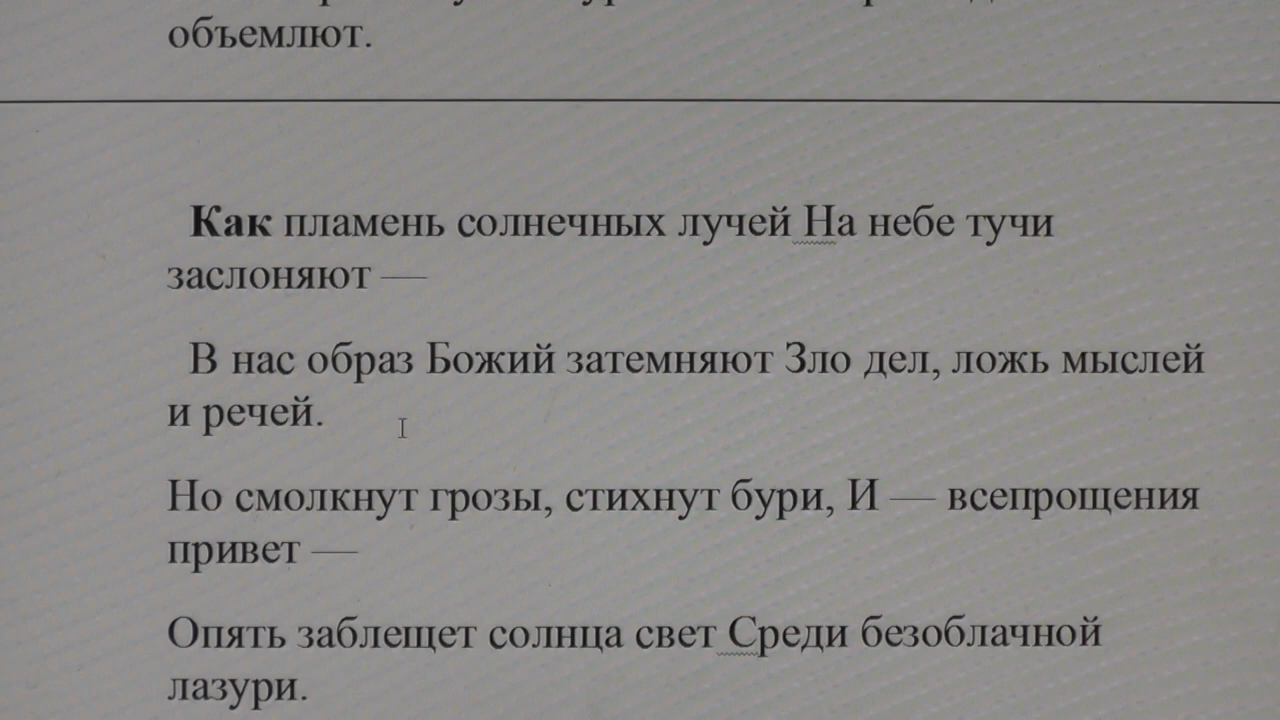 объемлют.
Как пламень солнечных лучей На небе тучи
заслоняют —
В нас образ Божий затемняют Зло дел, ложь мыслей
и речей.
Но смолкнут грозы, стихнут бури, И — всепрощения
привет —
Опять заблещет солнца свет Среди безоблачной
лазури.